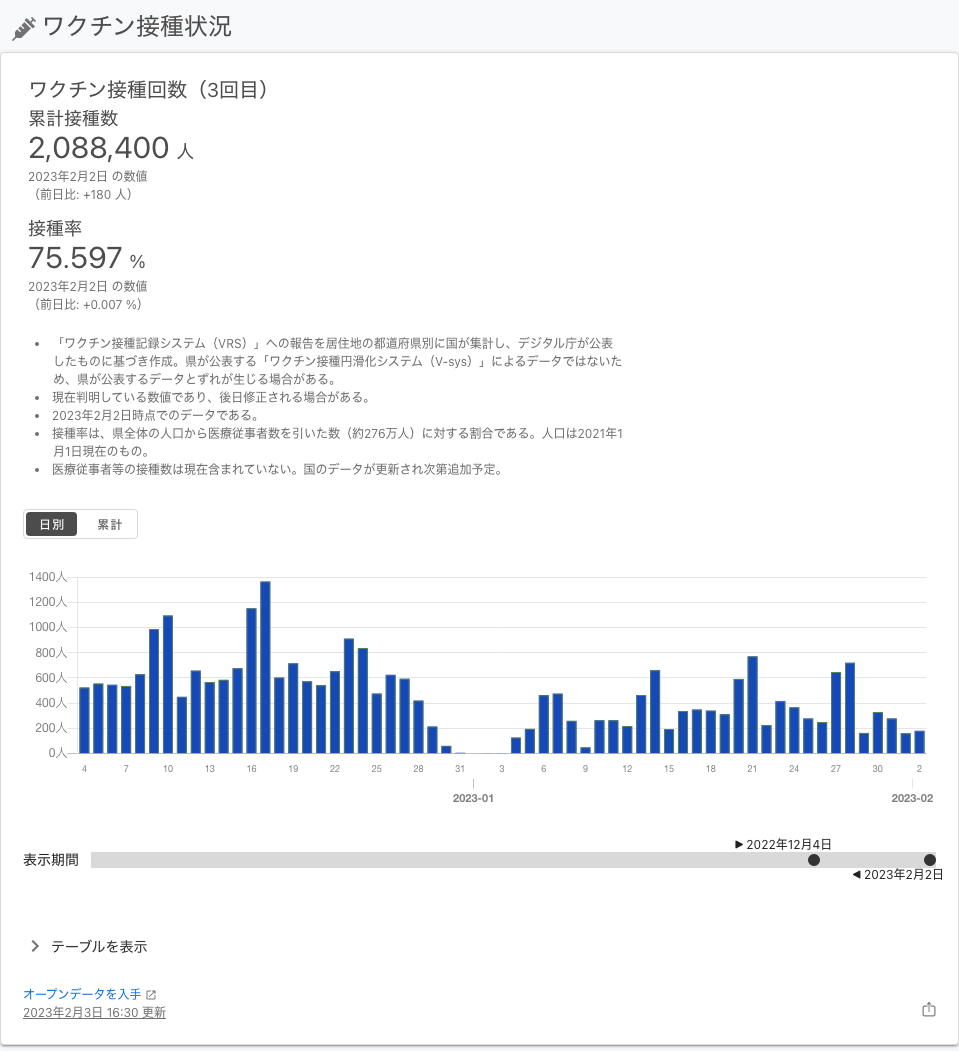 ワクチン接種状況
ワクチン接種回数（3回目）
累計接種数
2,088,400 人
2023年2月2日 の数値
（前日比: +180 人）
接種率
75.597 %
2023年2月2日 の数値
（前日比: +0.007 %）
• 「ワクチン接種記録システム（VRS）」への報告を居住地の都道府県別に国が集計し、デジタル庁が公表
したものに基づき作成。県が公表する「ワクチン接種円滑化システム（V-sys）」によるデータではないた
め、県が公表するデータとずれが生じる場合がある。
• 現在判明している数値であり、後日修正される場合がある。
• 2023年2月2日時点でのデータである。
• 接種率は、県全体の人口から医療従事者数を引いた数（約276万人）に対する割合である。人口は2021年1
月1日現在のもの。
• 医療従事者等の接種数は現在含まれていない。国のデータが更新され次第追加予定。
日別 累計
1400人
1200人
1000人
800人
600人
400人
200人
0人
4 7 10 13 16 19 22 25 28 31 3 6 9 12 15 18 21 24 27 30 2
2023-01 2023-02
▶ 2022年12月4日
表示期間
◀ 2023年2月2日
テーブルを表示
オープンデータを入手
2023年2月3日 16:30 更新